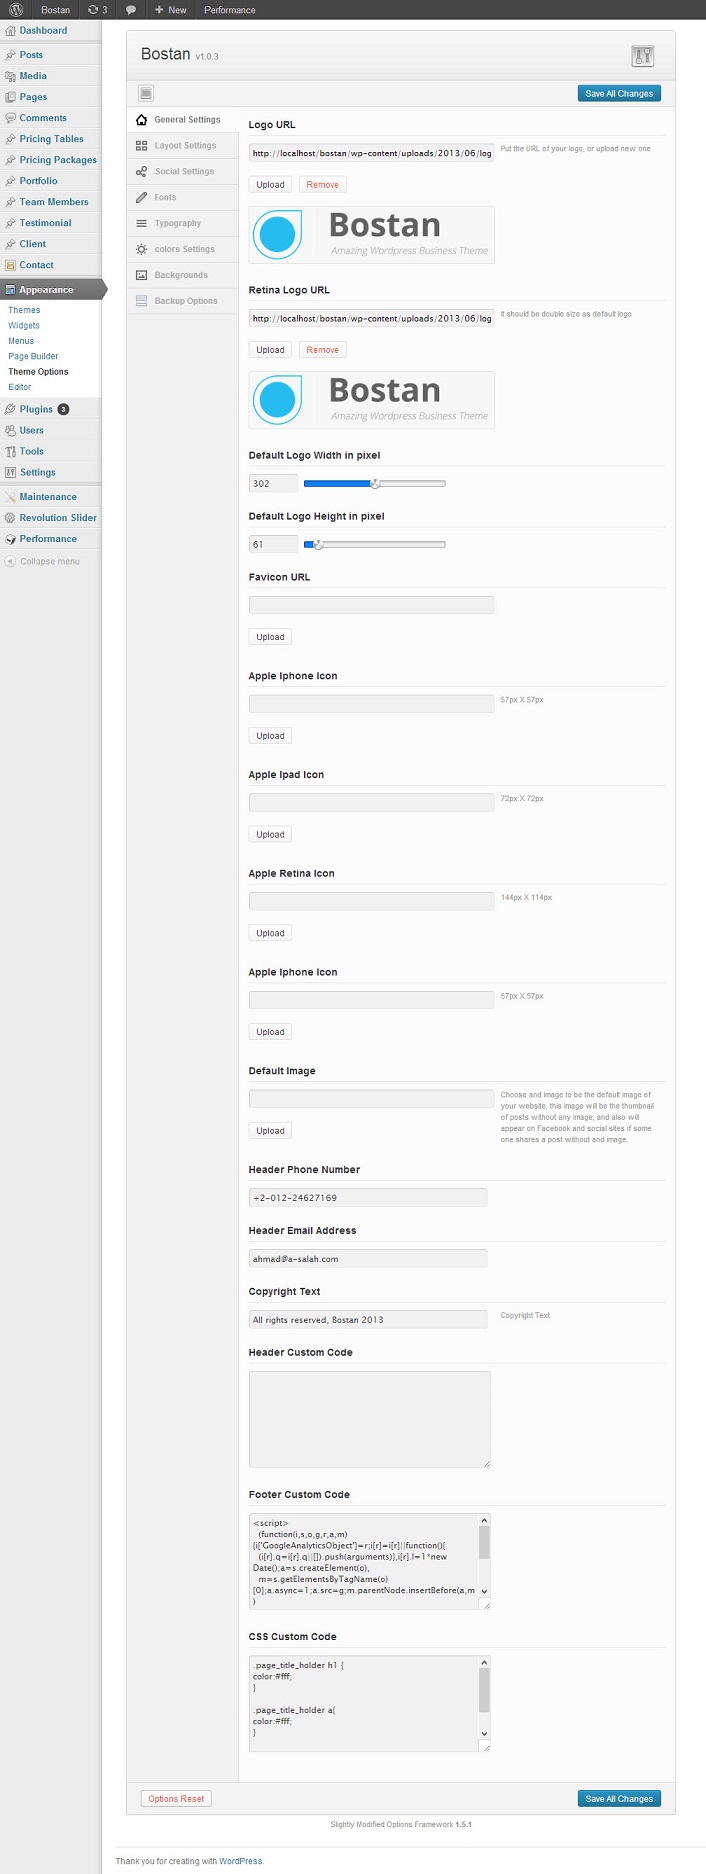 Bostan
3
New
Performance
Dashboard
Posts
Media
Pages
Comments
Pricing Tables
Pricing Packages
Portfolio
Team Members
Testimonial
Client
Contact
Appearance
Themes
Widgets
Menus
Page Builder
Theme Options
Editor
Plugins 3
Users
Tools
Settings
Maintenance
Revolution Slider
Performance
Collapse menu
Bostan v1.0.3
Save All Changes
General Settings
Layout Settings
Social Settings
Fonts
Typography
colors Settings
Backgrounds
Backup Options
Logo URL
http://localhost/bostan/wp-content/uploads/2013/06/log
Put the URL of your logo, or upload new one
Upload
Remove
Bostan
Amazing Wordpress Business Theme
Retina Logo URL
http://localhost/bostan/wp-content/uploads/2013/06/log
It should be double size as default logo
Upload
Remove
Bostan
Amazing Wordpress Business Theme
Default Logo Width in pixel
302
Default Logo Height in pixel
61
Favicon URL
Upload
Apple Iphone Icon
57px X 57px
Upload
Apple Ipad Icon
72px X 72px
Upload
Apple Retina Icon
144px X 114px
Upload
Apple Iphone Icon
57px X 57px
Upload
Default Image
Choose and image to be the default image of
your website, this image will be the thumbnail
of posts without any image, and also will
appear on Facebook and social sites if some
one shares a post without and image.
Upload
Header Phone Number
+2-012-24627169
Header Email Address
ahmad@a-salah.com
Copyright Text
All rights reserved, Bostan 2013
Copyright Text
Header Custom Code
Footer Custom Code
<script>
(function(i,s,o,g,r,a,m)
{i['GoogleAnalyticsObject']=r;i[r]=i[r]||function(){
(i[r].q=i[r].q||[]).push(arguments)},i[r].l=1*new
Date();a=s.createElement(o),
m=s.getElementsByTagName(o)
[0];a.async=1;a.src=g;m.parentNode.insertBefore(a,m
)
CSS Custom Code
.page_title_holder h1 {
color:#fff;
}
.page_title_holder a{
color:#fff;
}
Options Reset
Save All Changes
Slightly Modified Options Framework 1.5.1
Thank you for creating with WordPress.